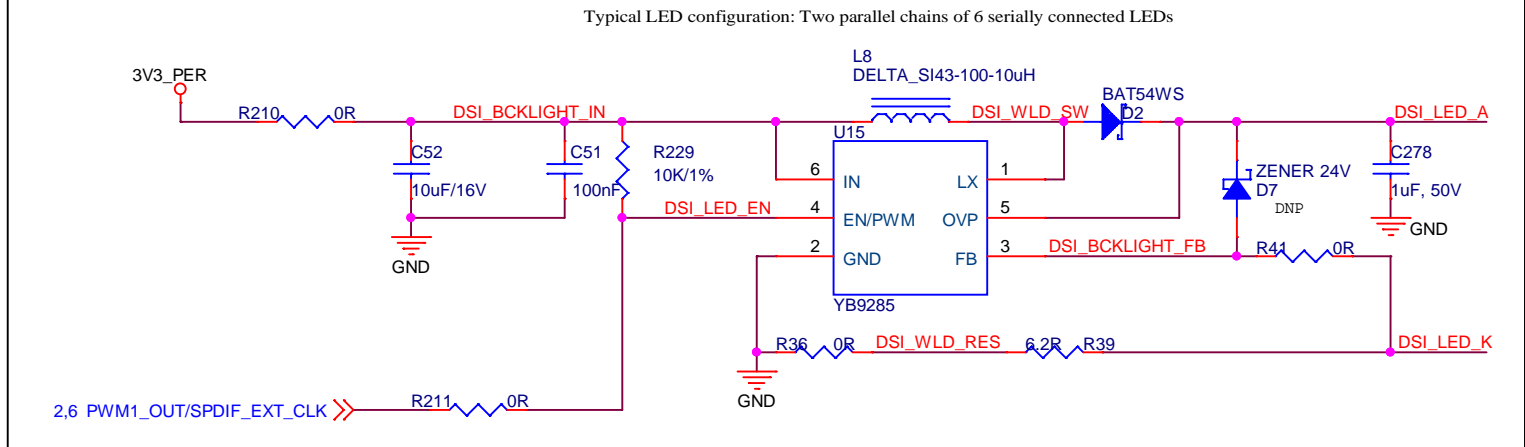 Typical LED configuration: Two parallel chains of 6 serially connected LEDs
L8
DELTA_SI43-100-10uH
3V3_PER
BAT54WS
R210 0R
DSI_BCKLIGHT_IN
DSI_WLD_SW
D2
DSI_LED_A
U15
C52
C51
R229
C278
10K/1%
ZENER 24V
6 IN LX 1
10uF/16V
100nF
D7
1uF, 50V
DNP
DSI_LED_EN
4 EN/PWM OVP 5
GND
2 GND FB 3
DSI_BCKLIGHT_FB
R41 0R
GND
YB9285
R36 0R
DSI_WLD_RES
6.2R R39
DSI_LED_K
GND
2,6 PWM1_OUT/SPDIF_EXT_CLK
R211 0R